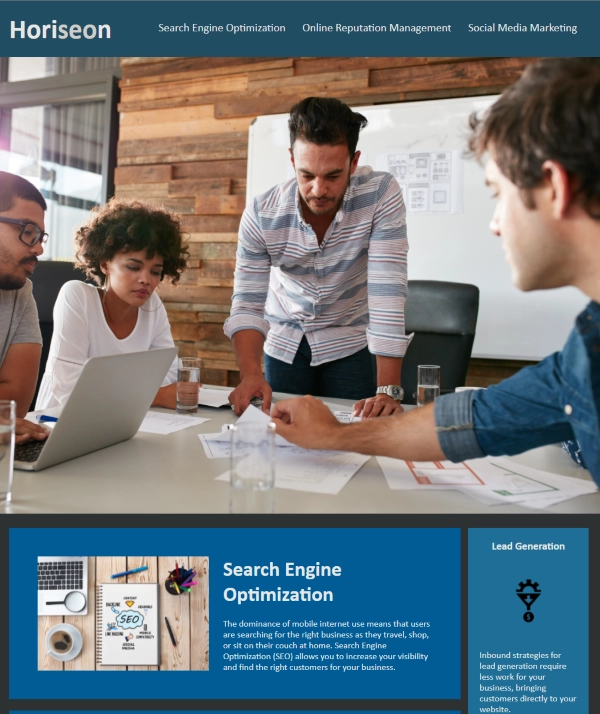 Horiseon
Search Engine Optimization
Online Reputation Management
Social Media Marketing
Search Engine
Optimization
The dominance of mobile internet use means that users
are searching for the right business as they travel, shop,
or sit on their couch at home. Search Engine
Optimization (SEO) allows you to increase your visibility
and find the right customers for your business.
SEO
Lead Generation
Inbound strategies for
lead generation require
less work for your
business, bringing
customers directly to your
website.